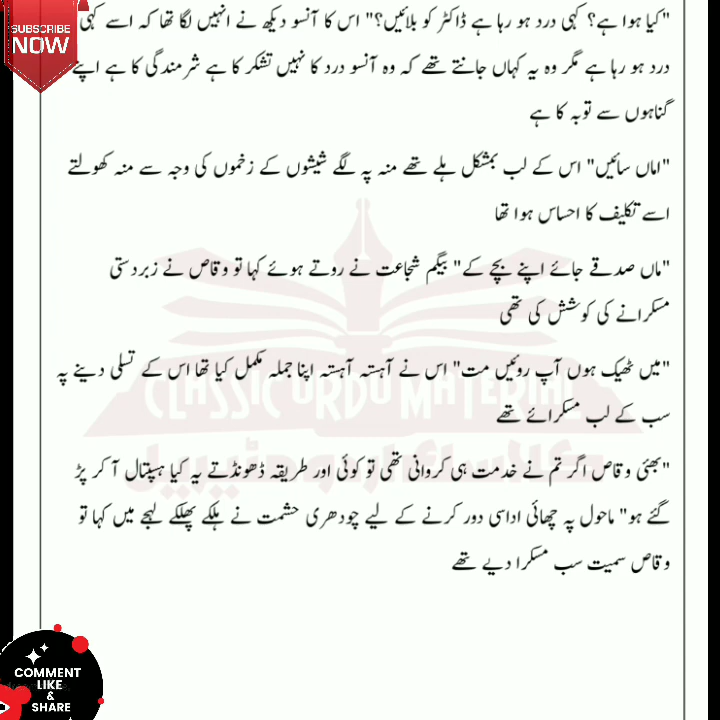 SUBSCRIBE
NOW
"کیا ہوا ہے؟ کہی درد ہو رہا ہے ڈاکٹر کو بلائیں؟" اس کا آنسو دیکھ نے انہیں لگا تھا کہ اسے کہی
درد ہو رہا ہے مگر وہ یہ کہاں جانتے تھے کہ وہ آنسو درد کا نہیں تشکر کا ہے شرمندگی کا ہے اپنے
گناہوں سے توبہ کا ہے
"اماں سائیں" اس کے لب بمشکل ہلے تھے منہ پہ لگے شیشوں کے زخموں کی وجہ سے منہ کھولتے
اسے تکلیف کا احساس ہوا تھا
"ماں صدقے جائے اپنے بچے کے" بیگم شجاعت نے روتے ہوئے کہا تو وقاص نے زبردستی
مسکرانے کی کوشش کی تھی
"میں ٹھیک ہوں آپ روئیں مت" اس نے آہستہ آہستہ اپنا جملہ مکمل کیا تھا اس کے تسلی دینے پہ
سب کے لب مسکرائے تھے
CLASSIC URDU MATERIAL
کلاسک اردو میٹیریل
"بھئی وقاص اگر تم نے خدمت ہی کروانی تھی تو کوئی اور طریقہ ڈھونڈتے یہ کیا ہسپتال آ کر پڑ
گئے ہو" ماحول پہ چھائی اداسی دور کرنے کے لیے چودھری حشمت نے ہلکے پھلکے لہجے میں کہا تو
وقاص سمیت سب مسکرا دیے تھے
COMMENT
LIKE
&
SHARE